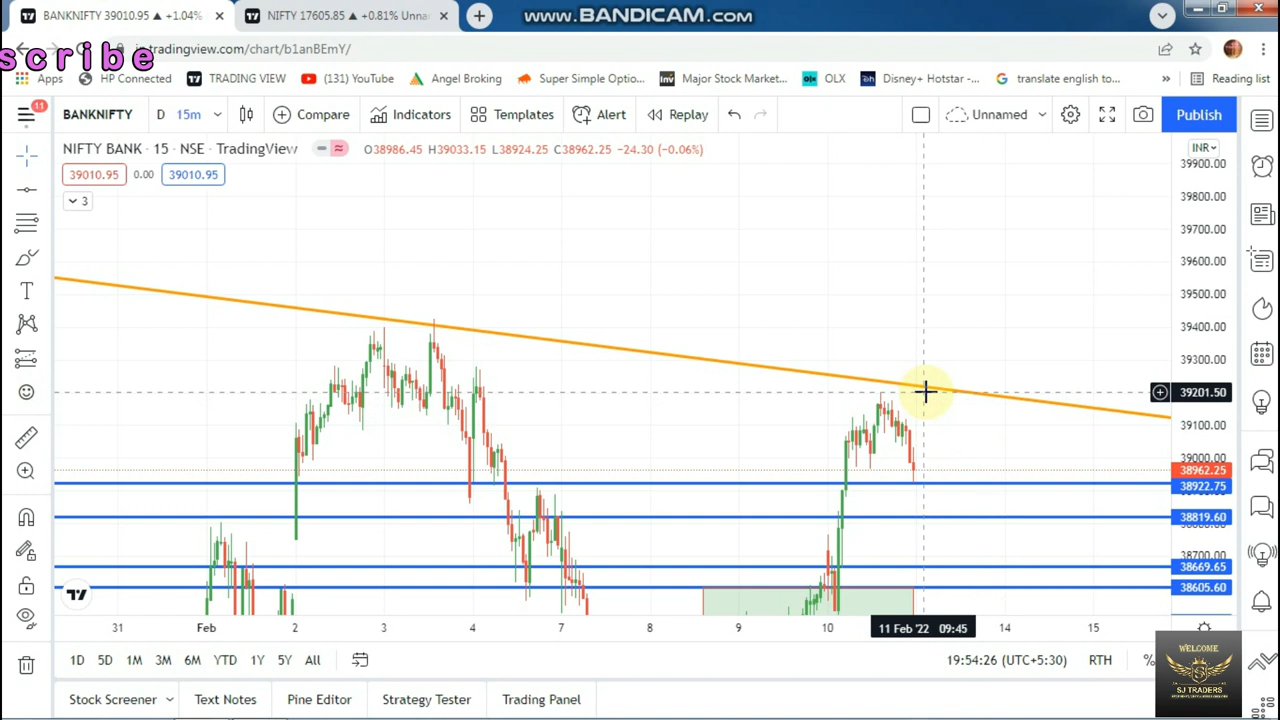 BANKNIFTY 39010.95 ▲ +1.04%
NIFTY 17605.85 ▲ +0.81% Unna
www.BANDICAM.com
scribe
in.tradingview.com/chart/b1anBEmY/
Apps
HP Connected
TRADING VIEW
(131) YouTube
Angel Broking
Super Simple Optio...
Major Stock Market...
OLX
Disney+ Hotstar -...
translate english to...
»
Reading list
11
BANKNIFTY
D
15m
Compare
Indicators
Templates
Alert
Replay
Unnamed
Publish
NIFTY BANK · 15 · NSE · TradingView
O38986.45 H39033.15 L38924.25 C38962.25 −24.30 (−0.06%)
INR
39010.95
0.00
39010.95
3
39900.00
39800.00
39700.00
39600.00
39500.00
39400.00
39300.00
39201.50
39100.00
39000.00
38962.25
38922.75
38819.60
38700.00
38669.65
38605.60
31
Feb
2
3
4
7
8
9
10
11 Feb '22 09:45
14
15
1D
5D
1M
3M
6M
YTD
1Y
5Y
All
19:54:26 (UTC+5:30)
RTH
%
Stock Screener
Text Notes
Pine Editor
Strategy Tester
Trading Panel
WELCOME
SJ TRADERS